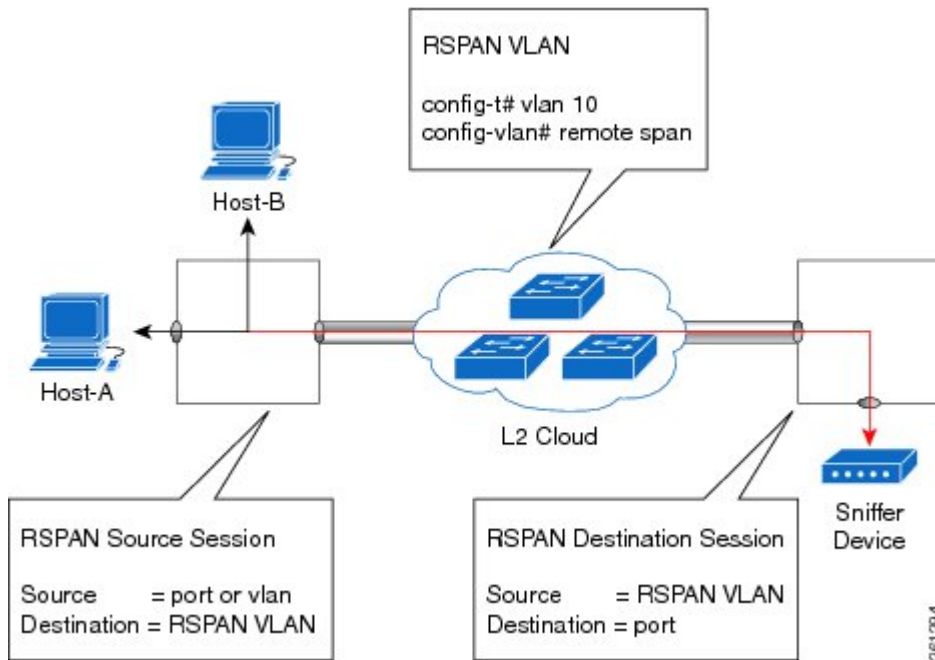 RSPAN VLAN
config-t# vlan 10
config-vlan# remote span
Host-B
Host-A
L2 Cloud
Sniffer
Device
RSPAN Source Session
Source = port or vlan
Destination = RSPAN VLAN
RSPAN Destination Session
Source = RSPAN VLAN
Destination = port